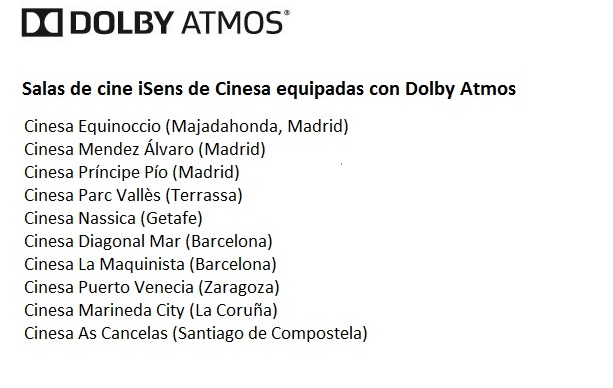 DOLBY ATMOS®
Salas de cine iSens de Cinesa equipadas con Dolby Atmos
Cinesa Equinoccio (Majadahonda, Madrid)
Cinesa Mendez Álvaro (Madrid)
Cinesa Príncipe Pío (Madrid)
Cinesa Parc Vallès (Terrassa)
Cinesa Nassica (Getafe)
Cinesa Diagonal Mar (Barcelona)
Cinesa La Maquinista (Barcelona)
Cinesa Puerto Venecia (Zaragoza)
Cinesa Marineda City (La Coruña)
Cinesa As Cancelas (Santiago de Compostela)